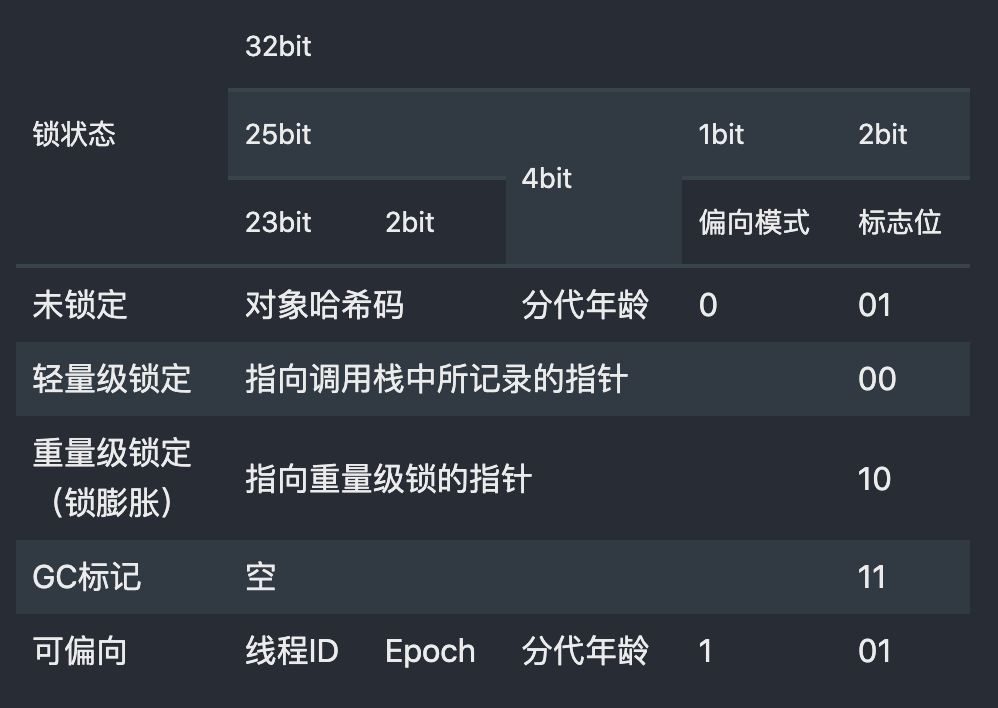 32bit
锁状态 25bit 4bit 1bit 2bit
23bit 2bit 偏向模式 标志位
未锁定 对象哈希码 分代年龄 0 01
轻量级锁定 指向调用栈中所记录的指针 00
重量级锁定
（锁膨胀） 指向重量级锁的指针 10
GC标记 空 11
可偏向 线程ID Epoch 分代年龄 1 01